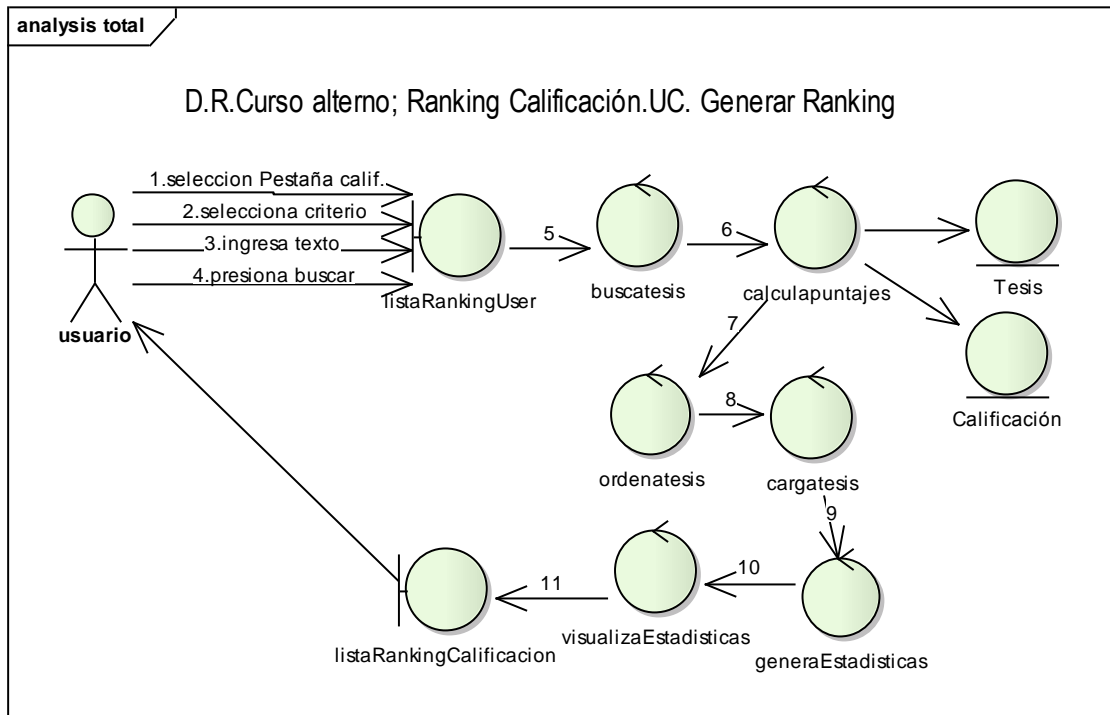 analysis total
D.R.Curso alterno; Ranking Calificación.UC. Generar Ranking
1.seleccion Pestaña calif.
2.selecciona criterio
3.ingresa texto
4.presiona buscar
usuario
listaRankingUser
5
buscatesis
6
calculapuntajes
Tesis
Calificación
7
ordenatesis
8
cargatesis
9
generaEstadisticas
10
visualizaEstadisticas
11
listaRankingCalificacion